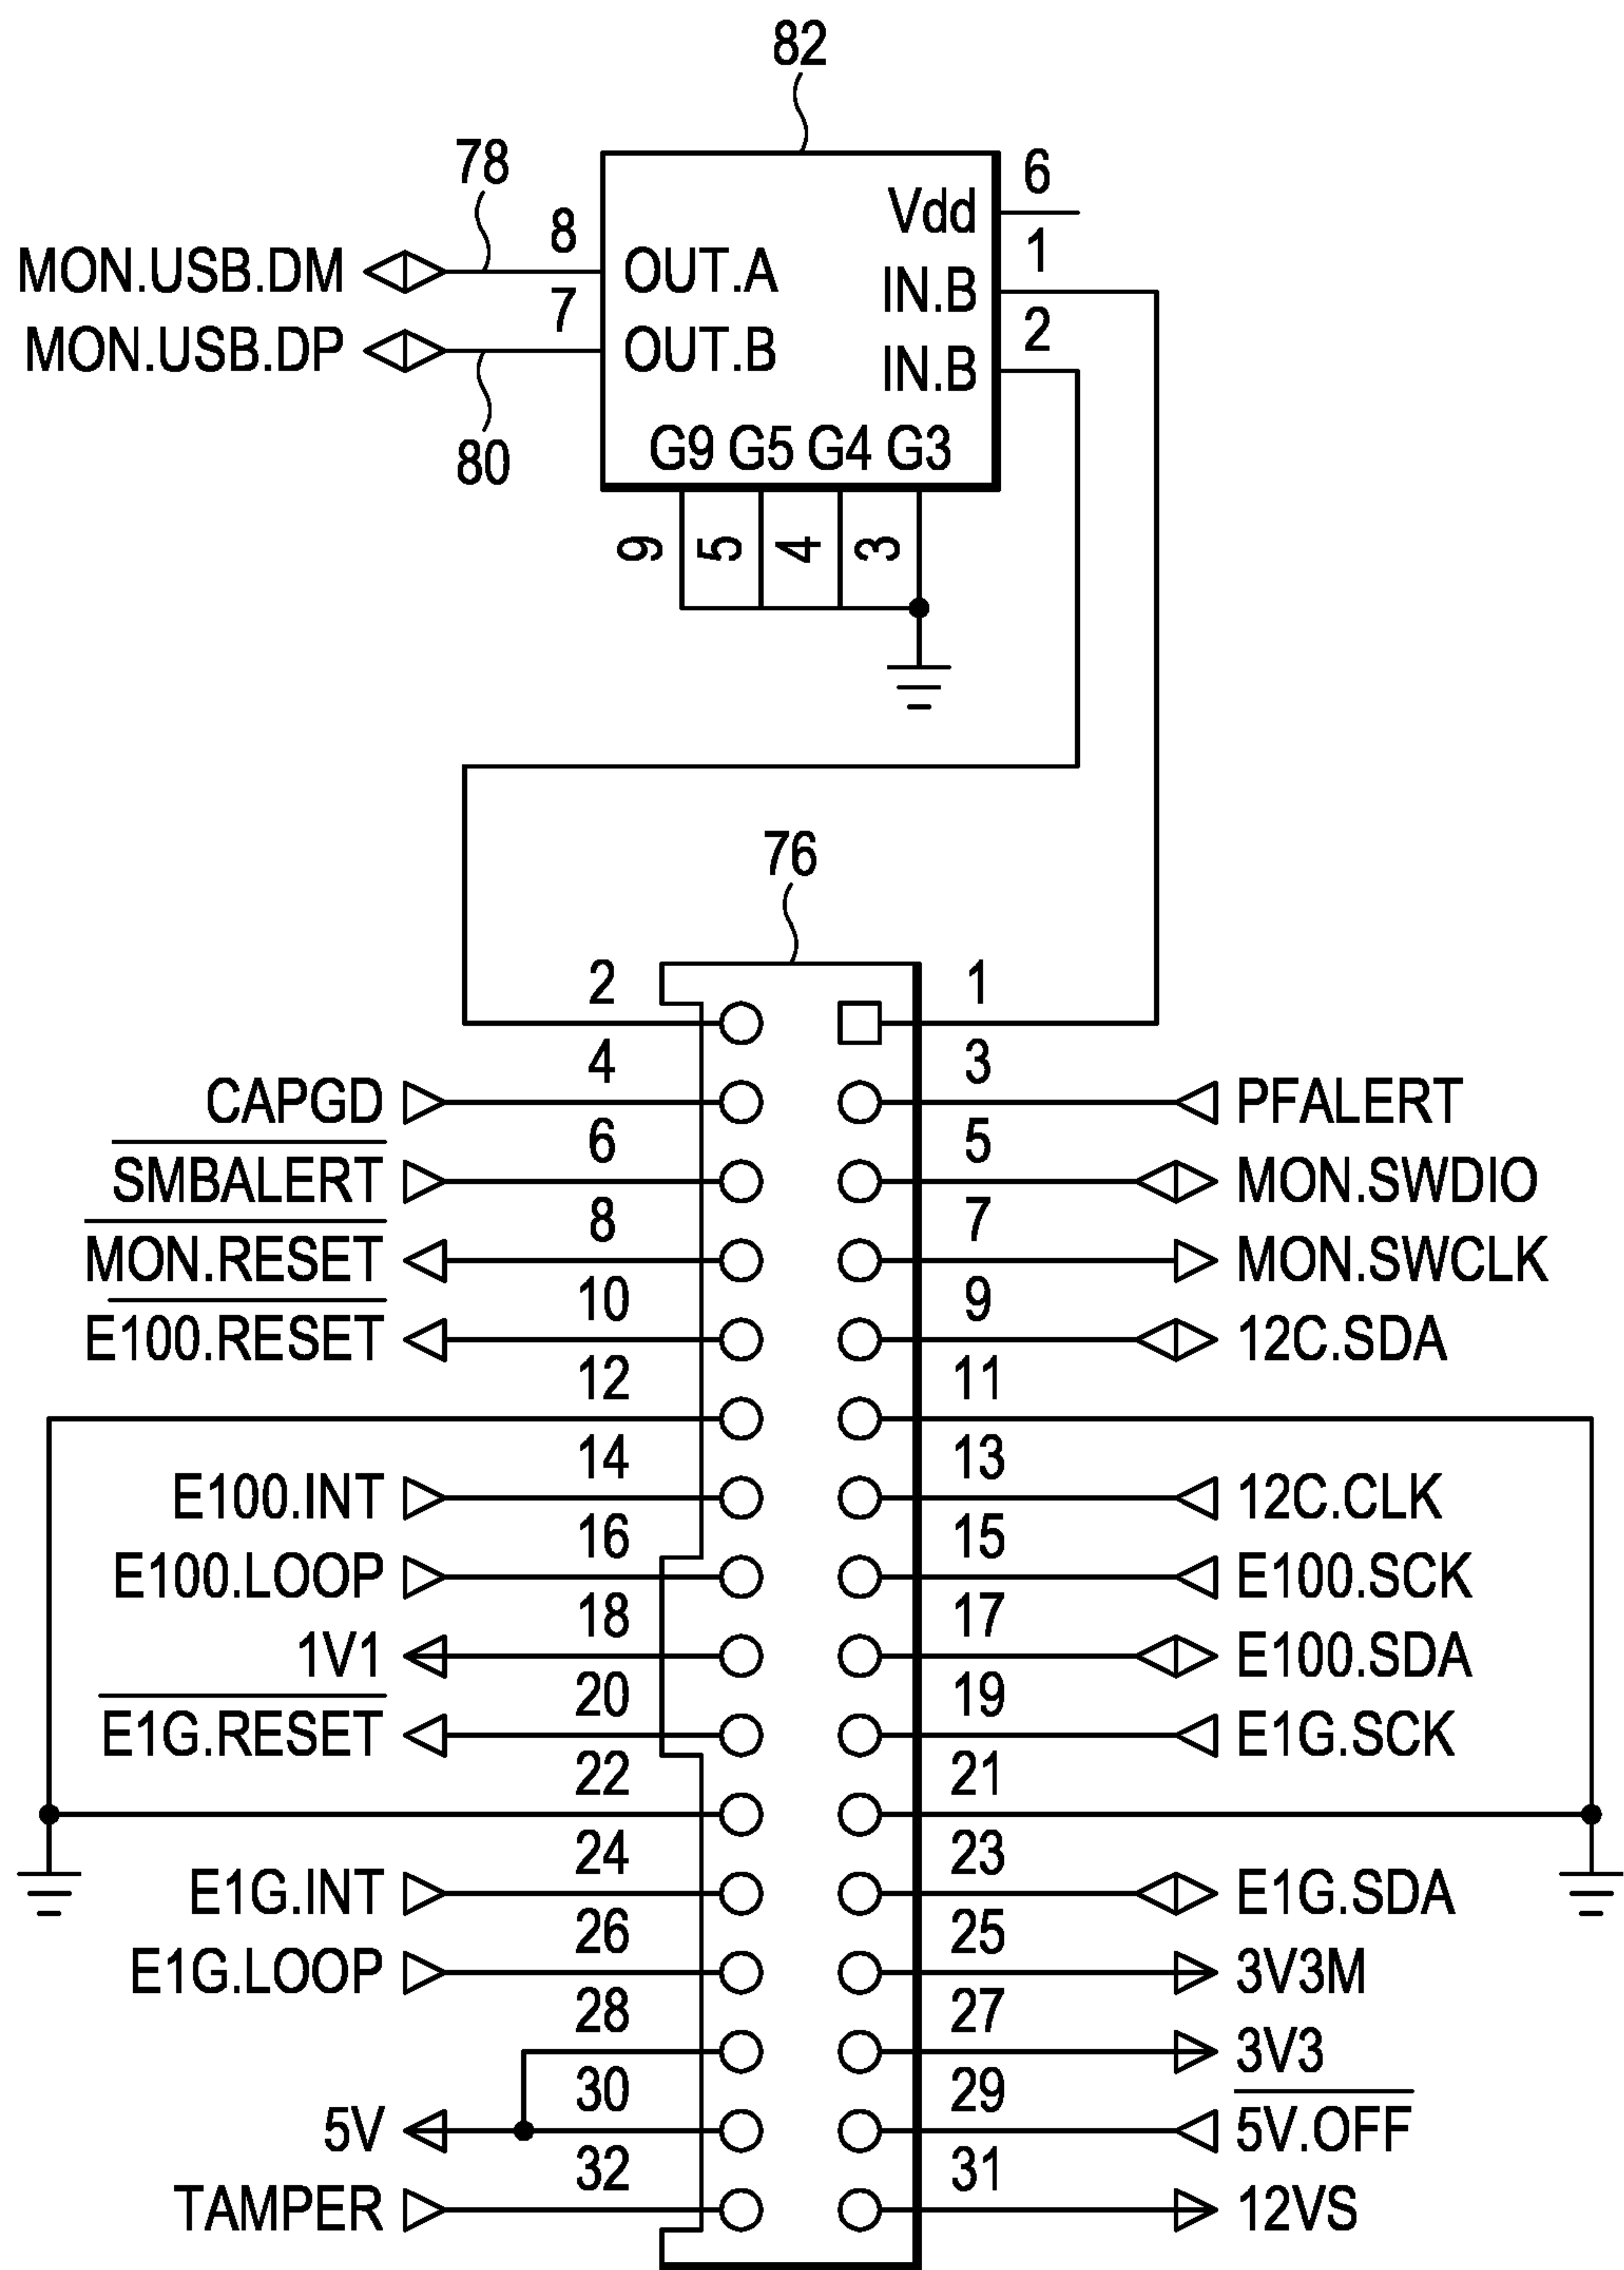 82
78
6
Vdd
8
1
MON.USB.DM
OUT.A
IN.B
7
2
MON.USB.DP
OUT.B
IN.B
80
G9 G5 G4 G3
9 5 4 3
76
2 1
4 3
CAPGD PFALERT
6 5
SMBALERT MON.SWDIO
8 7
MON.RESET MON.SWCLK
10 9
E100.RESET 12C.SDA
12 11
14 13
E100.INT 12C.CLK
16 15
E100.LOOP E100.SCK
18 17
1V1 E100.SDA
20 19
E1G.RESET E1G.SCK
22 21
24 23
E1G.INT E1G.SDA
26 25
E1G.LOOP 3V3M
28 27
3V3
30 29
5V 5V.OFF
32 31
TAMPER 12VS